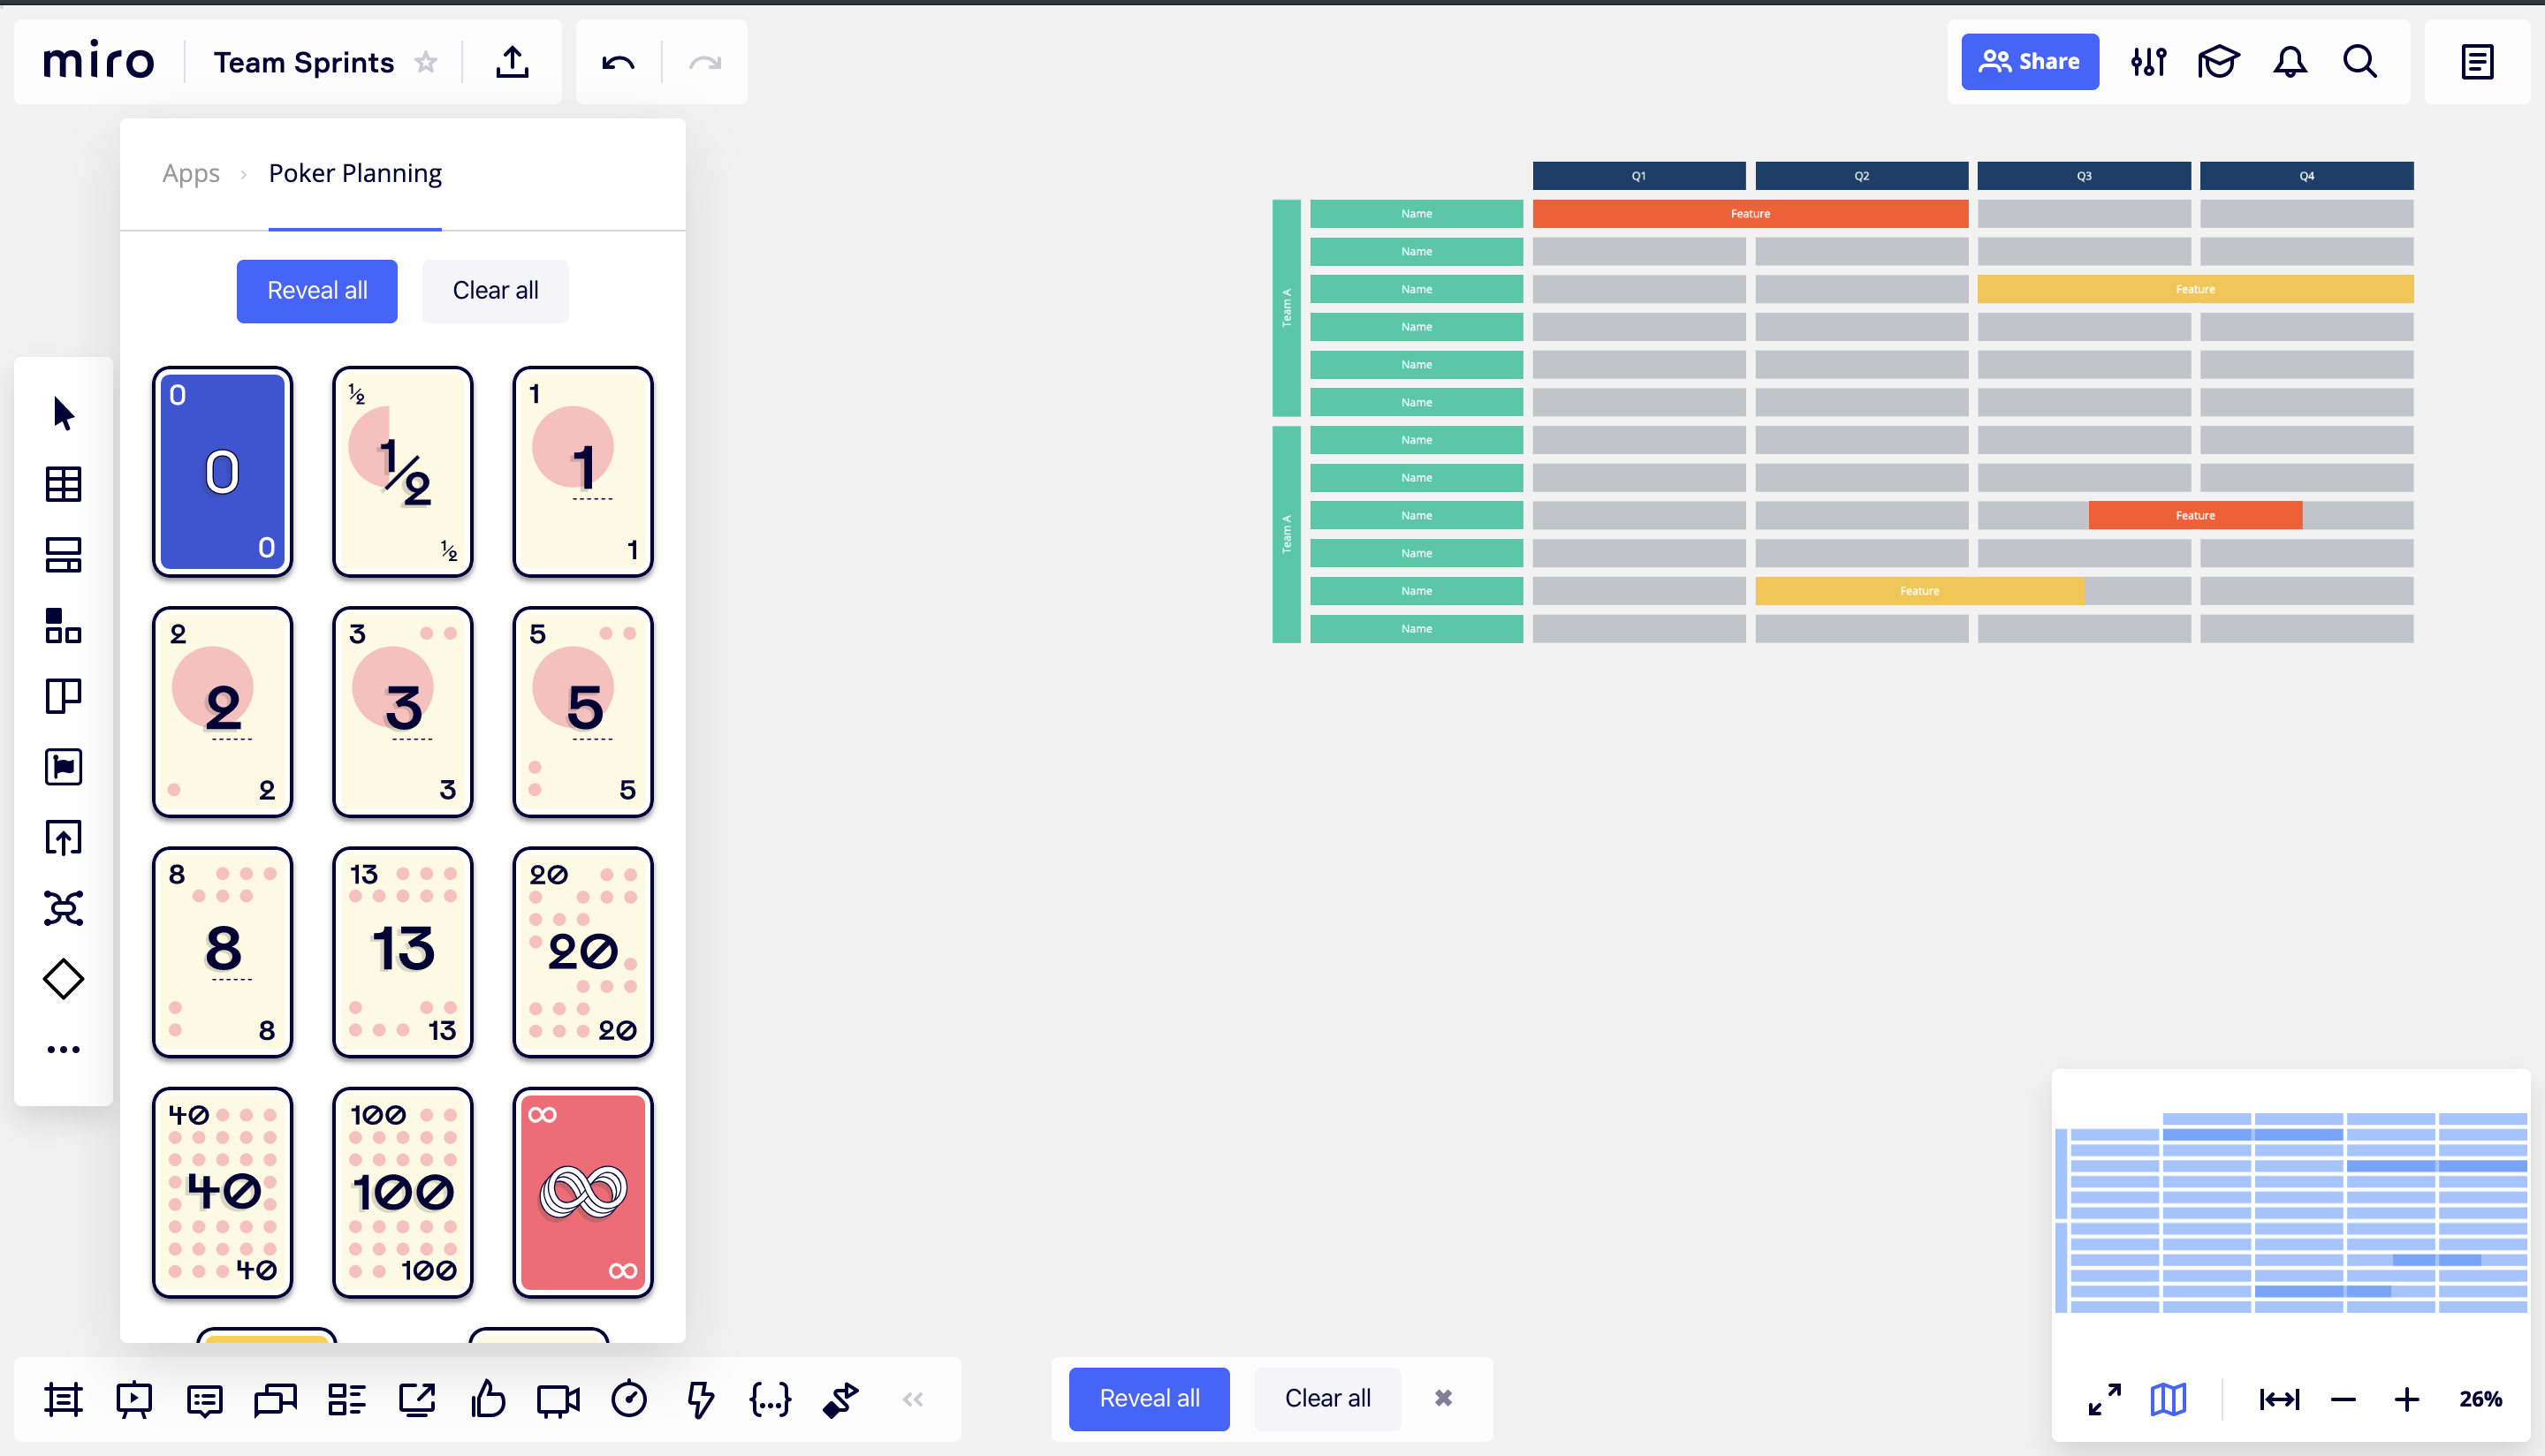 miro
Team Sprints
Share
Apps › Poker Planning
Reveal all
Clear all
0
0
0
½
½
½
1
1
1
2
2
2
3
3
3
5
5
5
8
8
8
13
13
13
20
20
20
40
40
40
100
100
100
∞
∞
∞
Q1 Q2 Q3 Q4
Team A
Name Feature
Name
Name Feature
Name
Name
Name
Team A
Name
Name
Name Feature
Name
Name Feature
Name
Reveal all
Clear all
26%